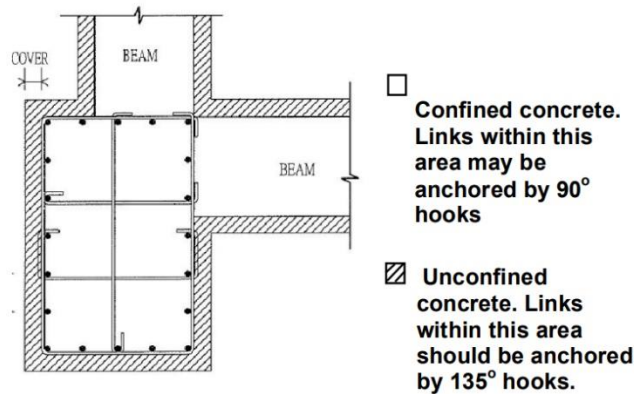 COVER
BEAM
BEAM
Confined concrete.
Links within this
area may be
anchored by 90°
hooks
Unconfined
concrete. Links
within this area
should be anchored
by 135° hooks.